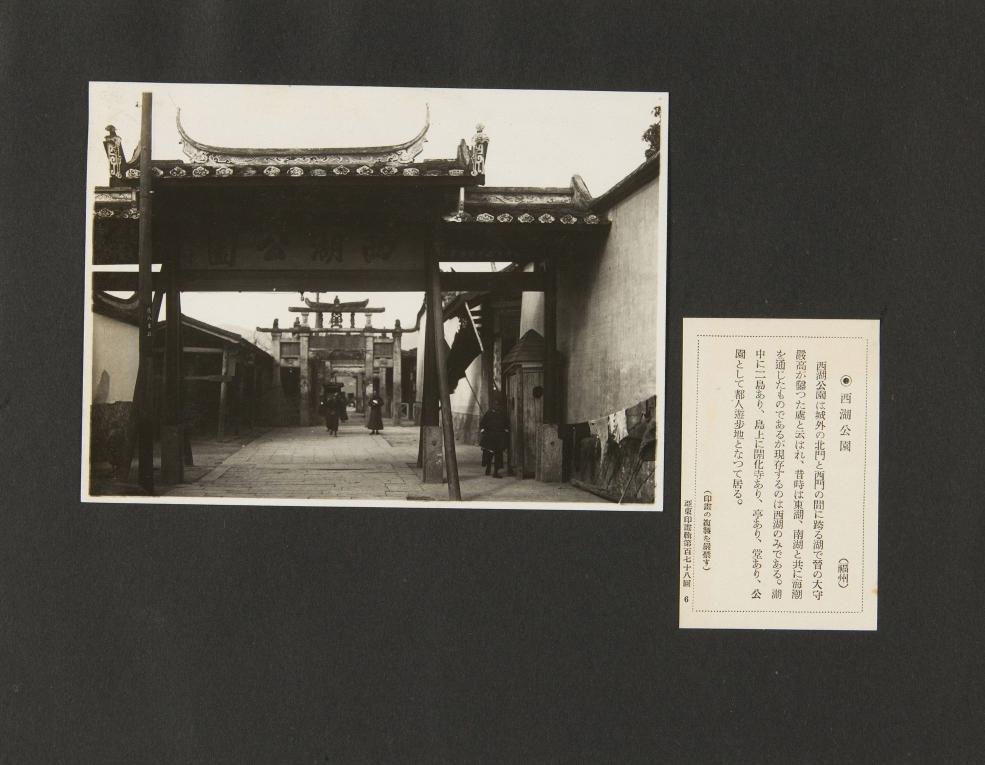 西湖公園
◉西湖公園 (福州)
西湖公園は城外の北門と西門の間に跨る湖で晉の大守
嚴高が鑿つた處と云はれ、昔時は東湖、南湖と共に海潮
を通じたものであるが現存するのは西湖のみである。湖
中に二島あり、島上に開化寺あり、亭あり、堂あり、公
園として都人遊步地となつて居る。
(印畫の複製を嚴禁す)
亞東印畫輯第百七十八回 6